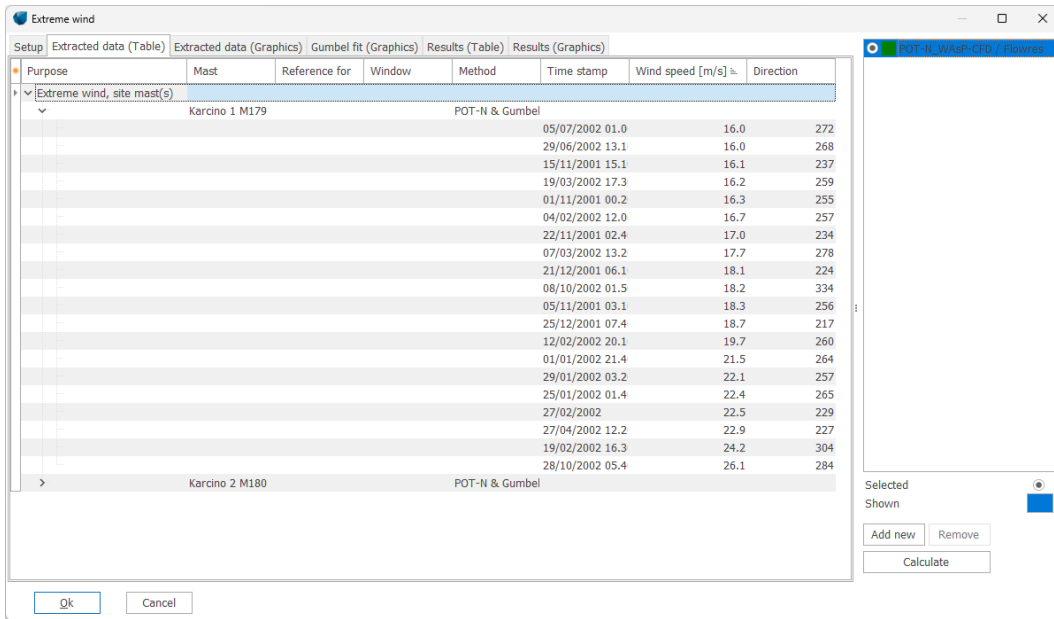 Extreme wind
Setup Extracted data (Table) Extracted data (Graphics) Gumbel fit (Graphics) Results (Table) Results (Graphics)
POT-N_WAsP-CFD / Flowres
Purpose Mast Reference for Window Method Time stamp Wind speed [m/s] Direction
Extreme wind, site mast(s)
Karcino 1 M179 POT-N & Gumbel
05/07/2002 01.0 16.0 272
29/06/2002 13.1 16.0 268
15/11/2001 15.1 16.1 237
19/03/2002 17.3 16.2 259
01/11/2001 00.2 16.3 255
04/02/2002 12.0 16.7 257
22/11/2001 02.4 17.0 234
07/03/2002 13.2 17.7 278
21/12/2001 06.1 18.1 224
08/10/2002 01.5 18.2 334
05/11/2001 03.1 18.3 256
25/12/2001 07.4 18.7 217
12/02/2002 20.1 19.7 260
01/01/2002 21.4 21.5 264
29/01/2002 03.2 22.1 257
25/01/2002 01.4 22.4 265
27/02/2002 22.5 229
27/04/2002 12.2 22.9 227
19/02/2002 16.3 24.2 304
28/10/2002 05.4 26.1 284
Karcino 2 M180 POT-N & Gumbel
Selected
Shown
Add new Remove
Calculate
Ok Cancel